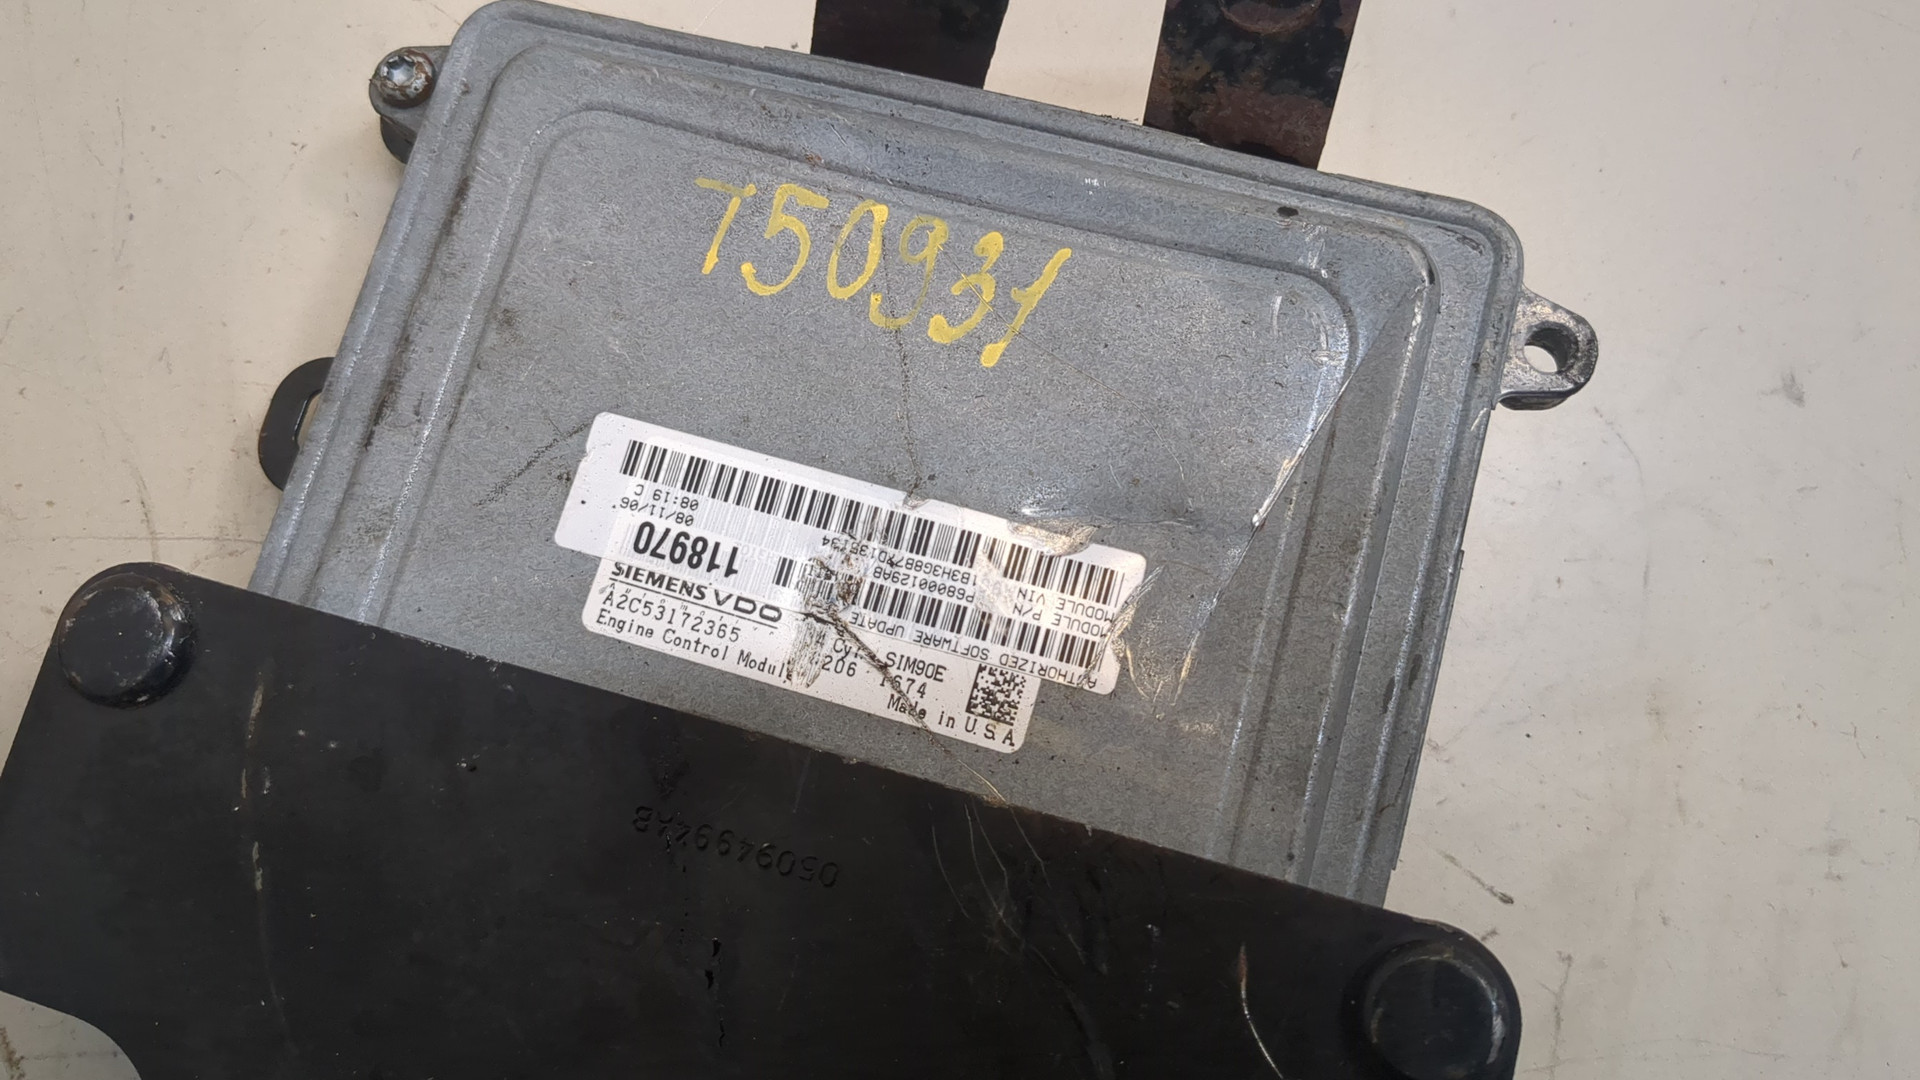 T50931
08:19 C
08/11/06
118970
MODULE VIN
MODULE P/N P68000129AB
AUTHORIZED SOFTWARE UPDATE
SIEMENS VDO
A2C53172365
Cyl. SIM90E
Engine Control Module
Made in U.S.A
05094994AB